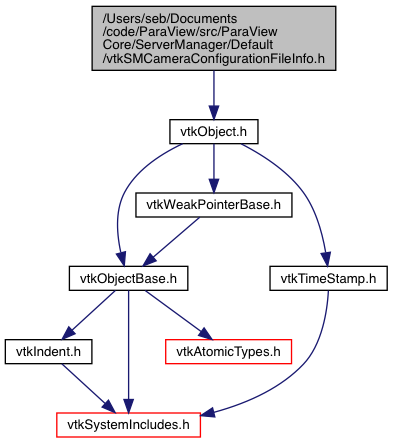 /Users/seb/Documents
/code/ParaView/src/ParaView
Core/ServerManager/Default
/vtkSMCameraConfigurationFileInfo.h
vtkObject.h
vtkWeakPointerBase.h
vtkObjectBase.h
vtkTimeStamp.h
vtkIndent.h
vtkAtomicTypes.h
vtkSystemIncludes.h